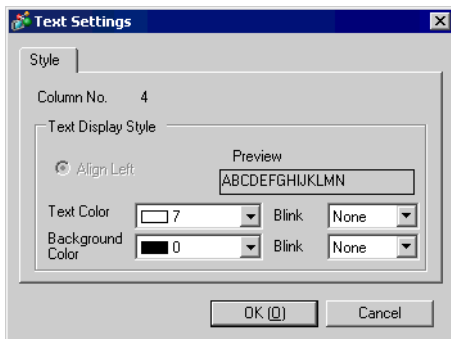 Text Settings
Style
Column No. 4
Text Display Style
Align Left
Preview
ABCDEFGHIJKLMN
Text Color 7 Blink None
Background Color 0 Blink None
OK (O) Cancel